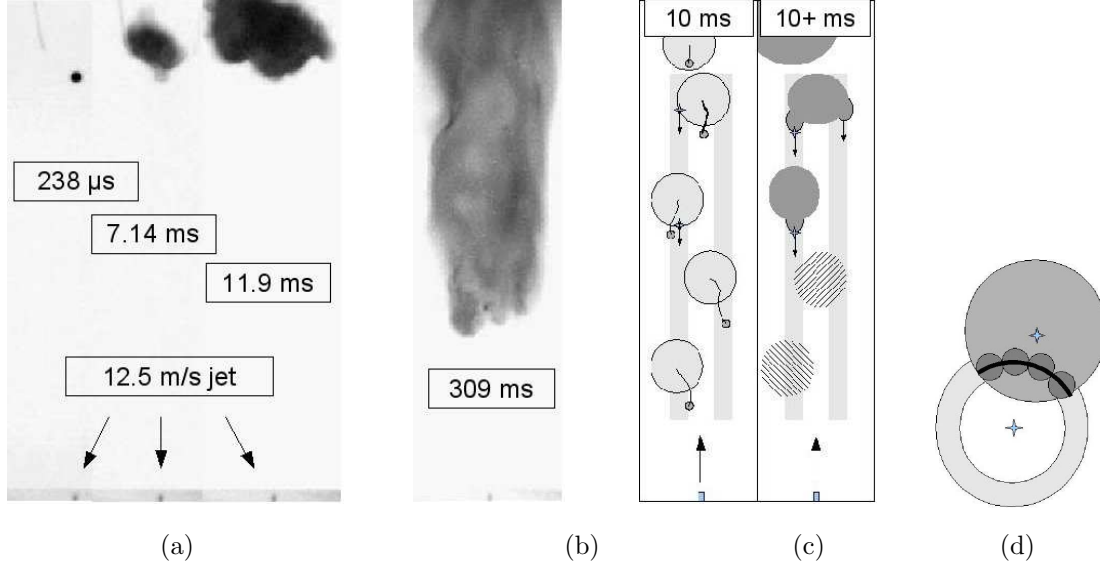 238 μs
7.14 ms
11.9 ms
12.5 m/s jet
309 ms
10 ms
10+ ms
(a)
(b)
(c)
(d)